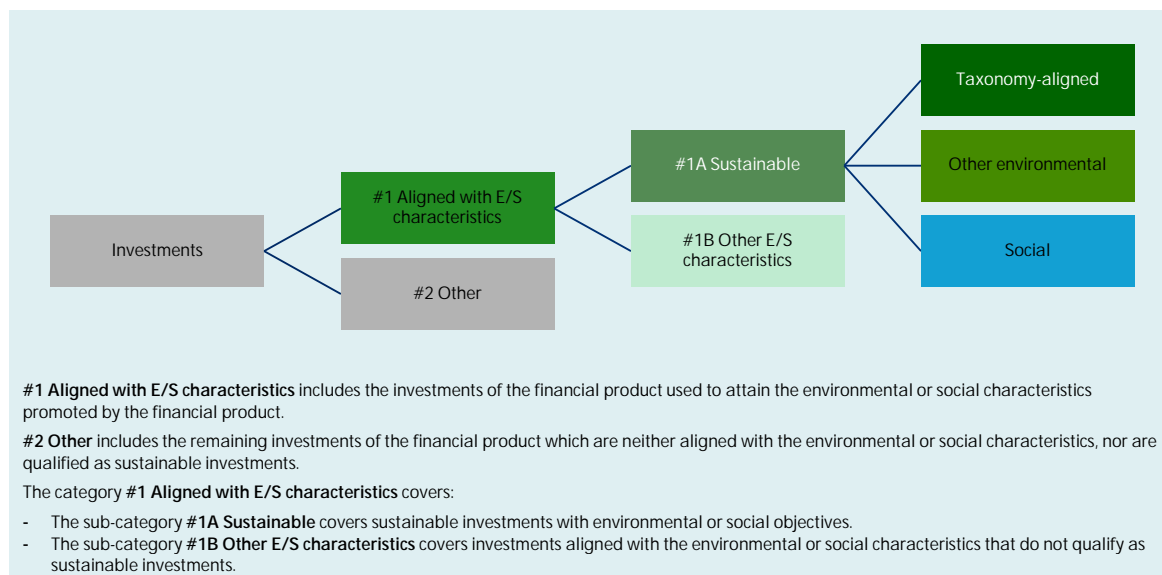 Taxonomy-aligned
#1A Sustainable
Other environmental
#1 Aligned with E/S
characteristics
Investments
#1B Other E/S
characteristics
Social
#2 Other
#1 Aligned with E/S characteristics includes the investments of the financial product used to attain the environmental or social characteristics
promoted by the financial product.
#2 Other includes the remaining investments of the financial product which are neither aligned with the environmental or social characteristics, nor are
qualified as sustainable investments.
The category #1 Aligned with E/S characteristics covers:
- The sub-category #1A Sustainable covers sustainable investments with environmental or social objectives.
- The sub-category #1B Other E/S characteristics covers investments aligned with the environmental or social characteristics that do not qualify as
sustainable investments.